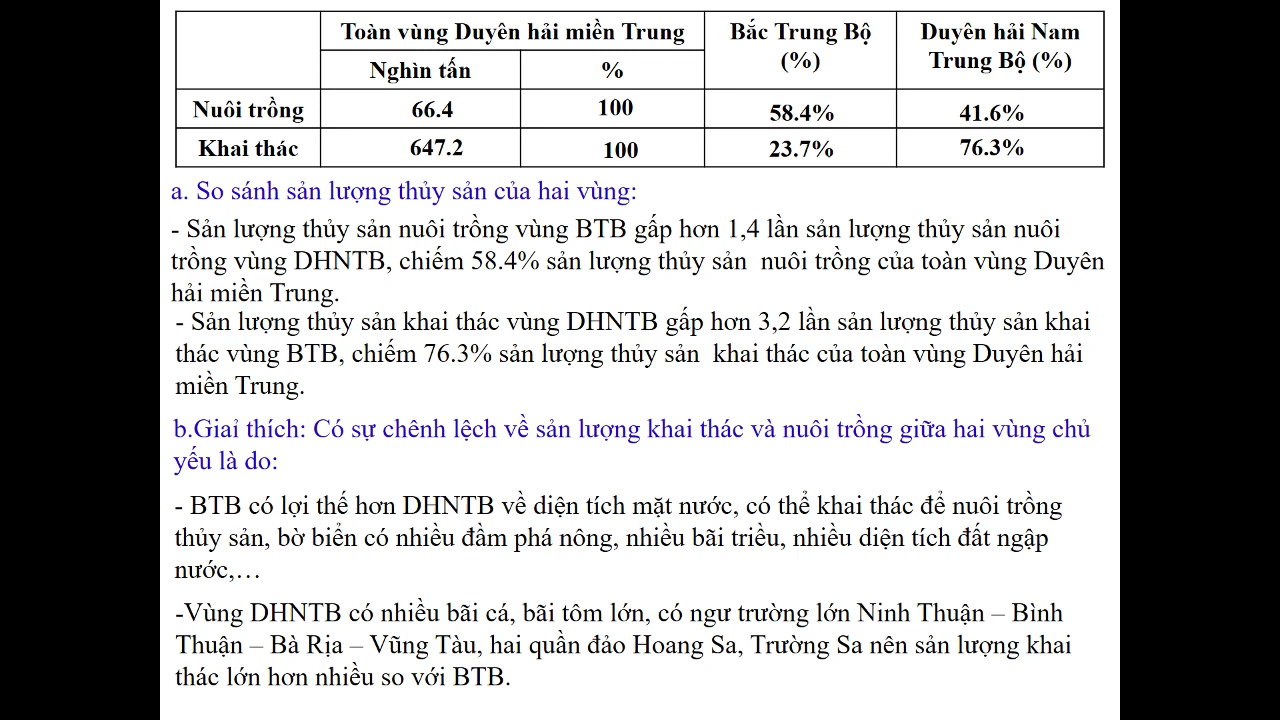 Toàn vùng Duyên hải miền Trung
Bắc Trung Bộ (%)
Duyên hải Nam Trung Bộ (%)
Nghìn tấn
%
Nuôi trồng 66.4 100 58.4% 41.6%
Khai thác 647.2 100 23.7% 76.3%
a. So sánh sản lượng thủy sản của hai vùng:
- Sản lượng thủy sản nuôi trồng vùng BTB gấp hơn 1,4 lần sản lượng thủy sản nuôi
trồng vùng DHNTB, chiếm 58.4% sản lượng thủy sản nuôi trồng của toàn vùng Duyên
hải miền Trung.
- Sản lượng thủy sản khai thác vùng DHNTB gấp hơn 3,2 lần sản lượng thủy sản khai
thác vùng BTB, chiếm 76.3% sản lượng thủy sản khai thác của toàn vùng Duyên hải
miền Trung.
b.Giaỉ thích: Có sự chênh lệch về sản lượng khai thác và nuôi trồng giữa hai vùng chủ
yếu là do:
- BTB có lợi thế hơn DHNTB về diện tích mặt nước, có thể khai thác để nuôi trồng
thủy sản, bờ biển có nhiều đầm phá nông, nhiều bãi triều, nhiều diện tích đất ngập
nước,…
-Vùng DHNTB có nhiều bãi cá, bãi tôm lớn, có ngư trường lớn Ninh Thuận – Bình
Thuận – Bà Rịa – Vũng Tàu, hai quần đảo Hoang Sa, Trường Sa nên sản lượng khai
thác lớn hơn nhiều so với BTB.